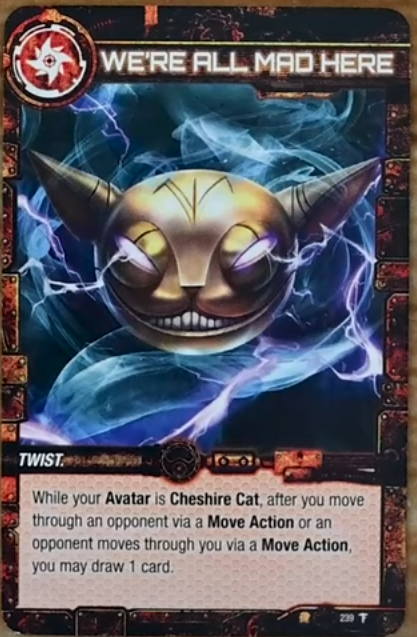 WE'RE ALL MAD HERE
TWIST
While your Avatar is Cheshire Cat, after you move
through an opponent via a Move Action or an
opponent moves through you via a Move Action,
you may draw 1 card.
239